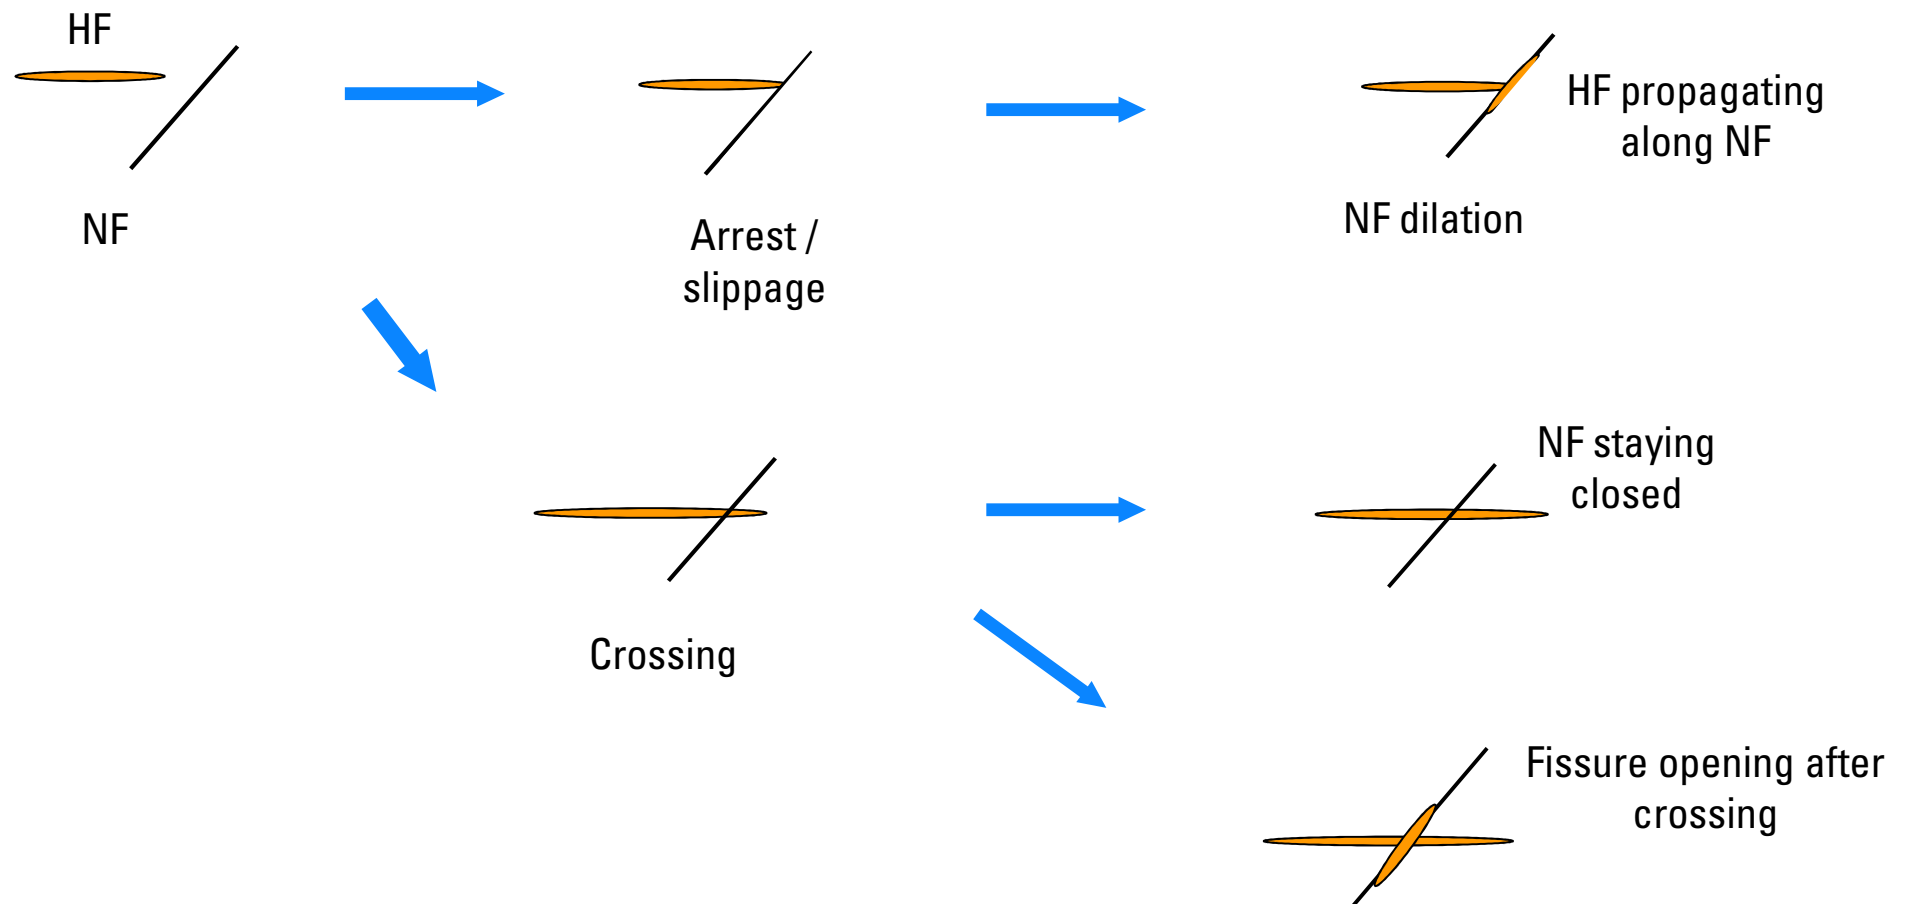 HF
NF
Arrest /
slippage
HF propagating
along NF
NF dilation
Crossing
NF staying
closed
Fissure opening after
crossing